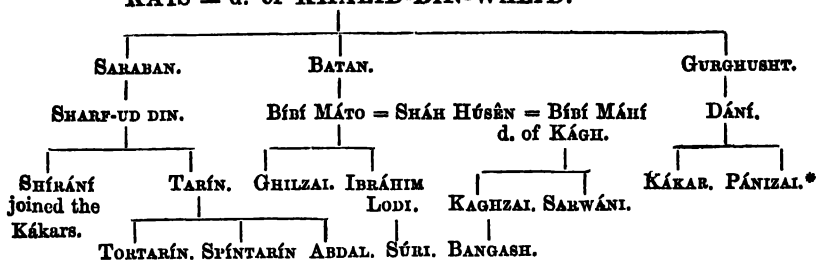 KAIS = d. of KHÁLID-BIN-WALÍD.
SARABAN. BATAN. GURGHUSHT.
SHARF-UD DIN. BÍBÍ MÁTO = SHÁH HÚSÊN = BÍBÍ MÁHÍ DÁNÍ.
d. of KÁGH.
SHÍRÁNÍ TARÍN. GHILZAI. IBRÁHIM KÁKAR. PÁNIZAI.*
joined the LODI. KAGHZAI. SARWÁNI.
Kákars.
TORTARÍN. SPÍNTARÍN ABDAL. SÚRI. BANGASH.